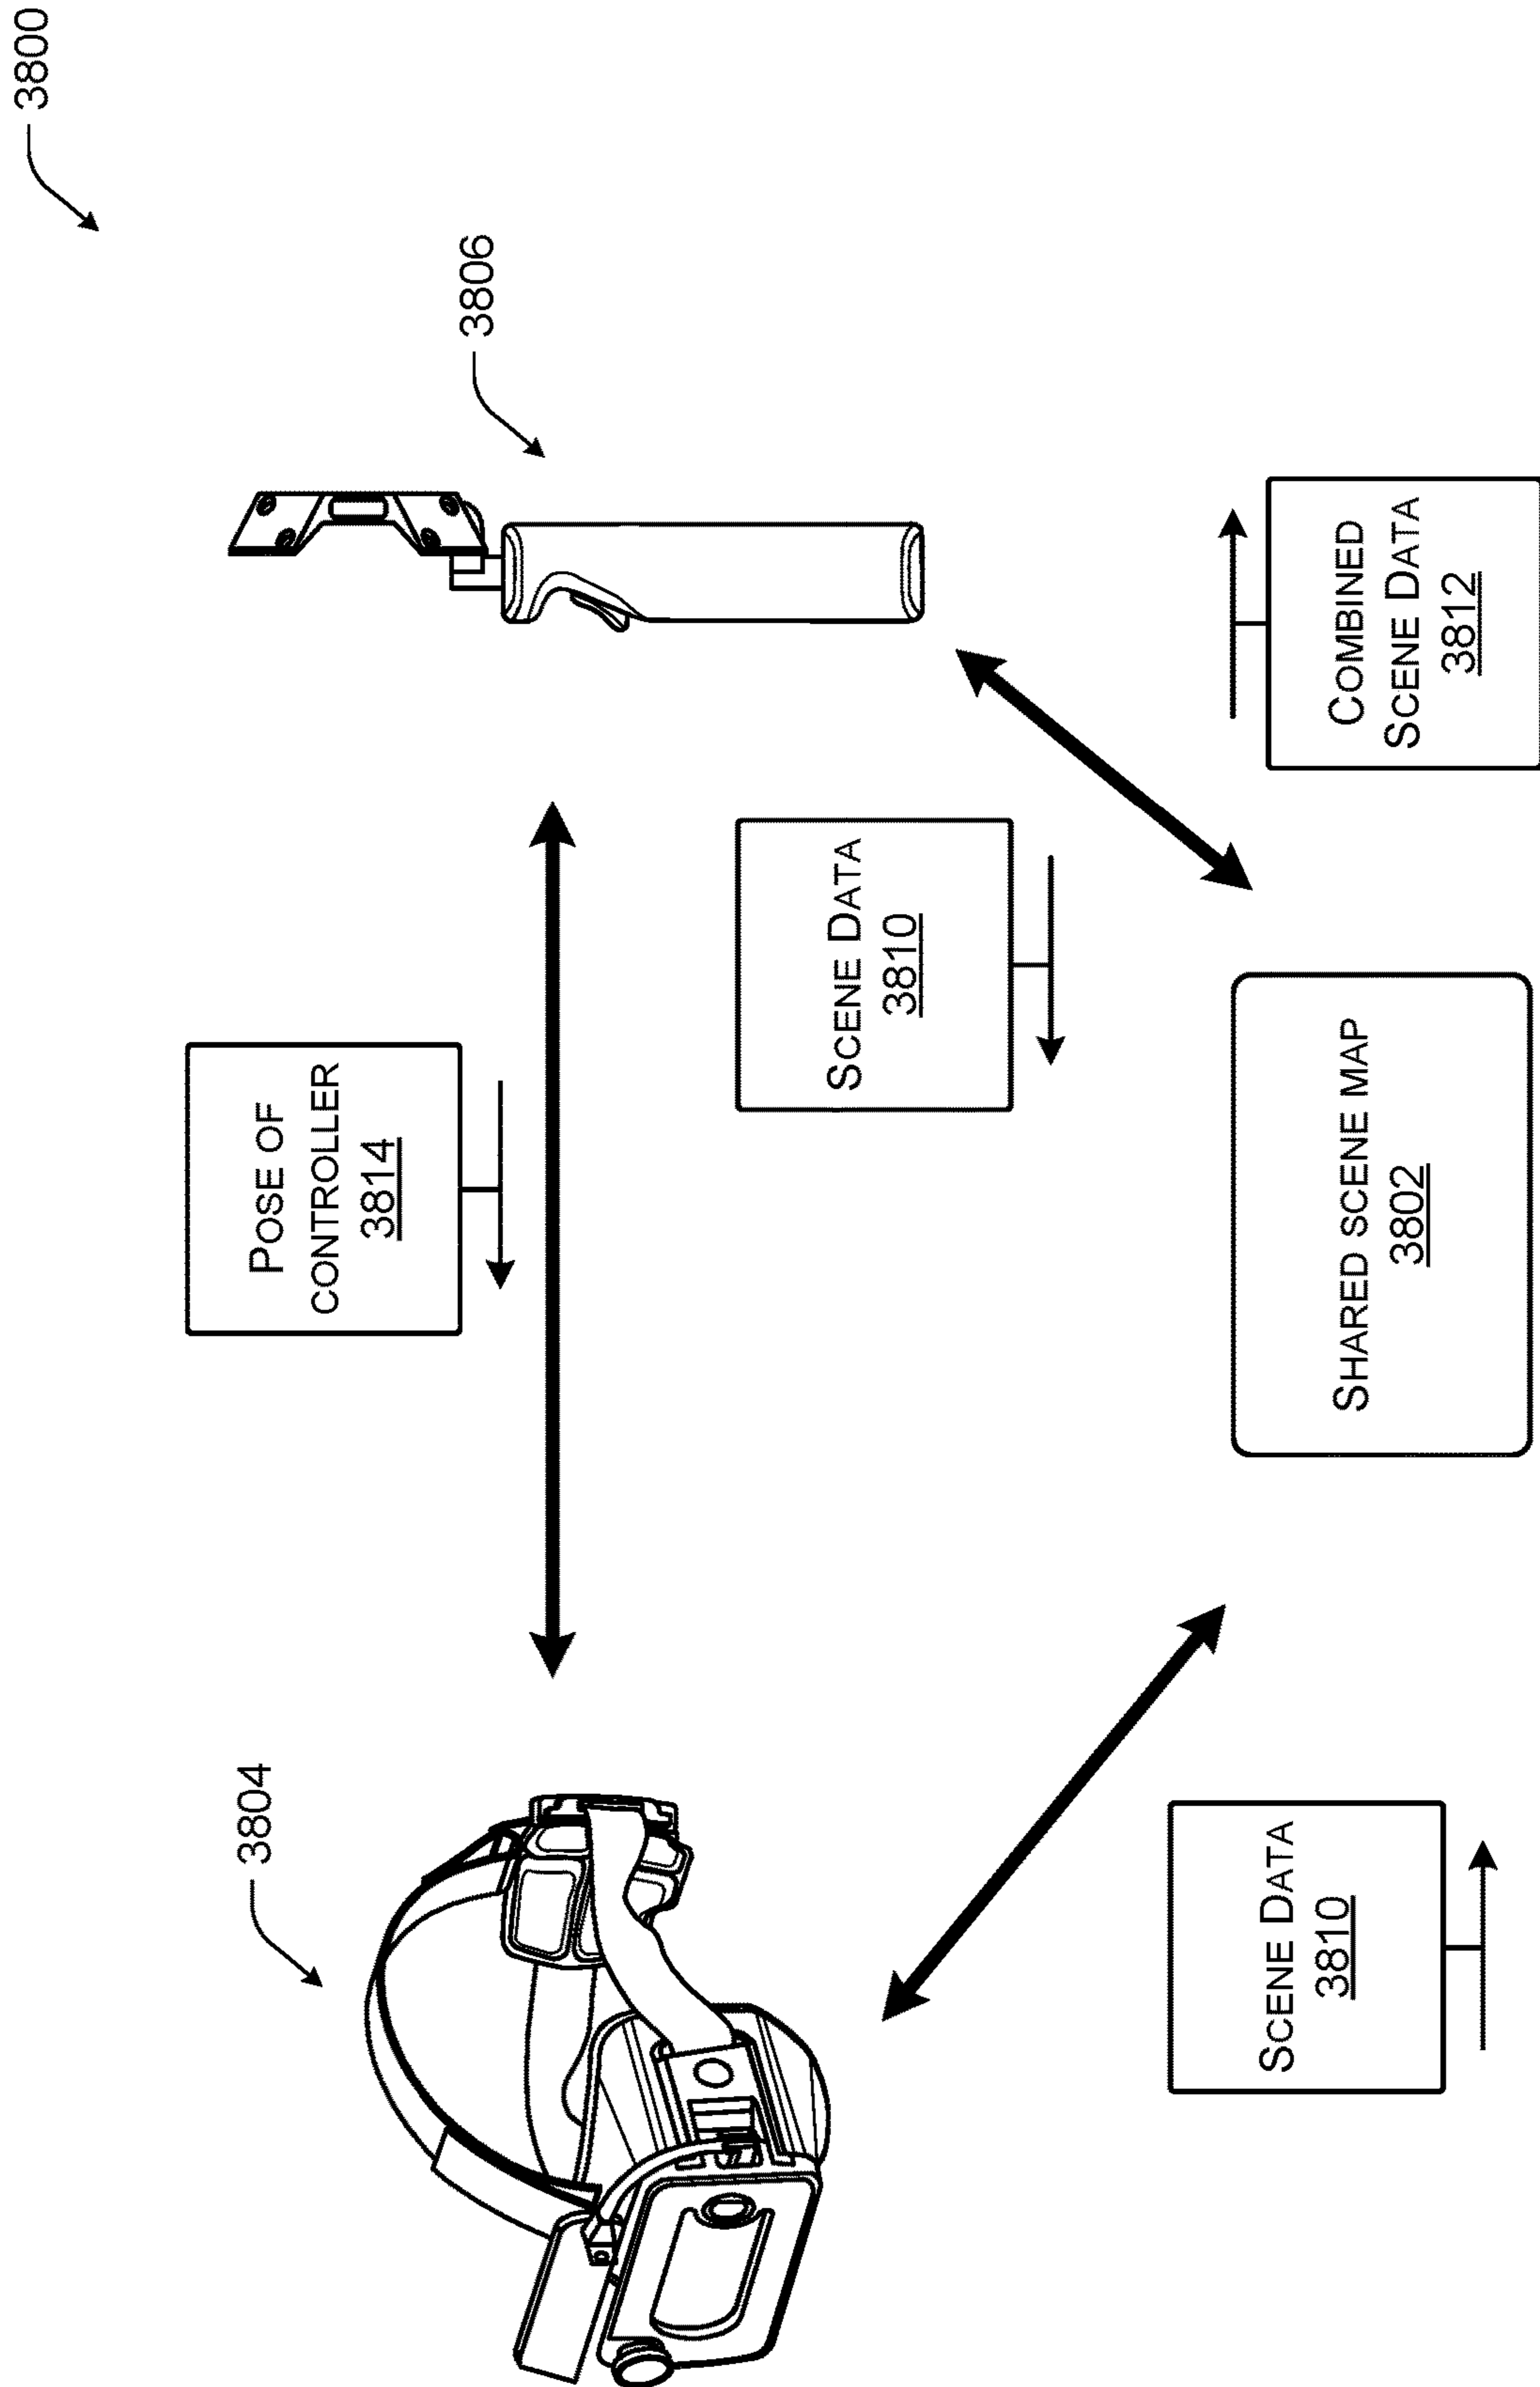 3800
3804
3806
POSE OF
CONTROLLER
3814
SCENE DATA
3810
SCENE DATA
3810
SHARED SCENE MAP
3802
COMBINED
SCENE DATA
3812